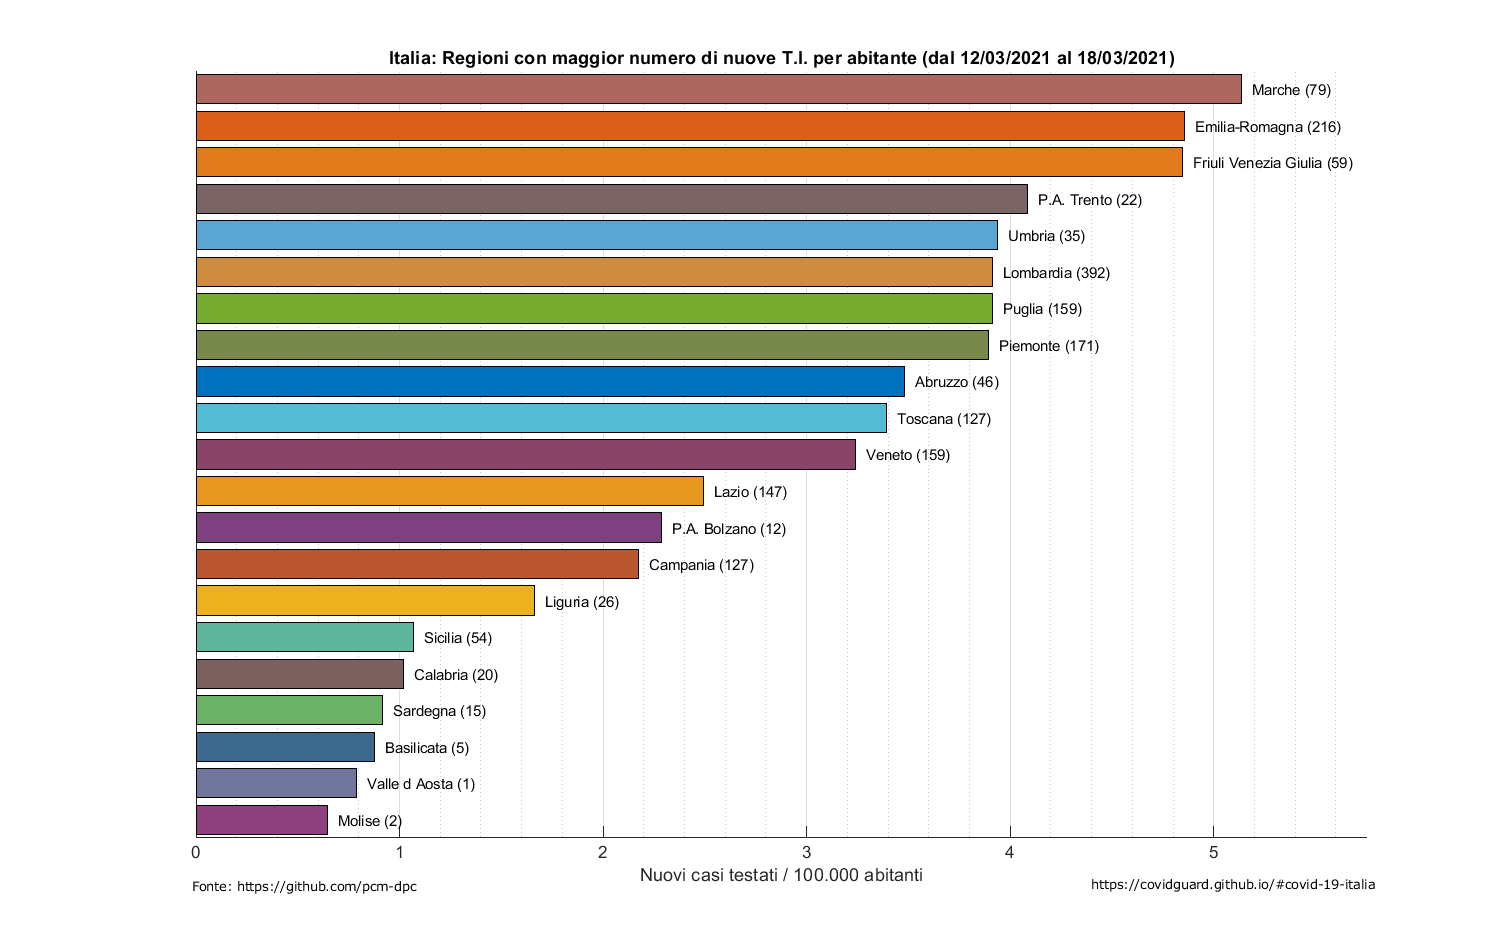 Italia: Regioni con maggior numero di nuove T.I. per abitante (dal 12/03/2021 al 18/03/2021)
Marche (79)
Emilia-Romagna (216)
Friuli Venezia Giulia (59)
P.A. Trento (22)
Umbria (35)
Lombardia (392)
Puglia (159)
Piemonte (171)
Abruzzo (46)
Toscana (127)
Veneto (159)
Lazio (147)
P.A. Bolzano (12)
Campania (127)
Liguria (26)
Sicilia (54)
Calabria (20)
Sardegna (15)
Basilicata (5)
Valle d Aosta (1)
Molise (2)
0 1 2 3 4 5
Nuovi casi testati / 100.000 abitanti
Fonte: https://github.com/pcm-dpc
https://covidguard.github.io/#covid-19-italia